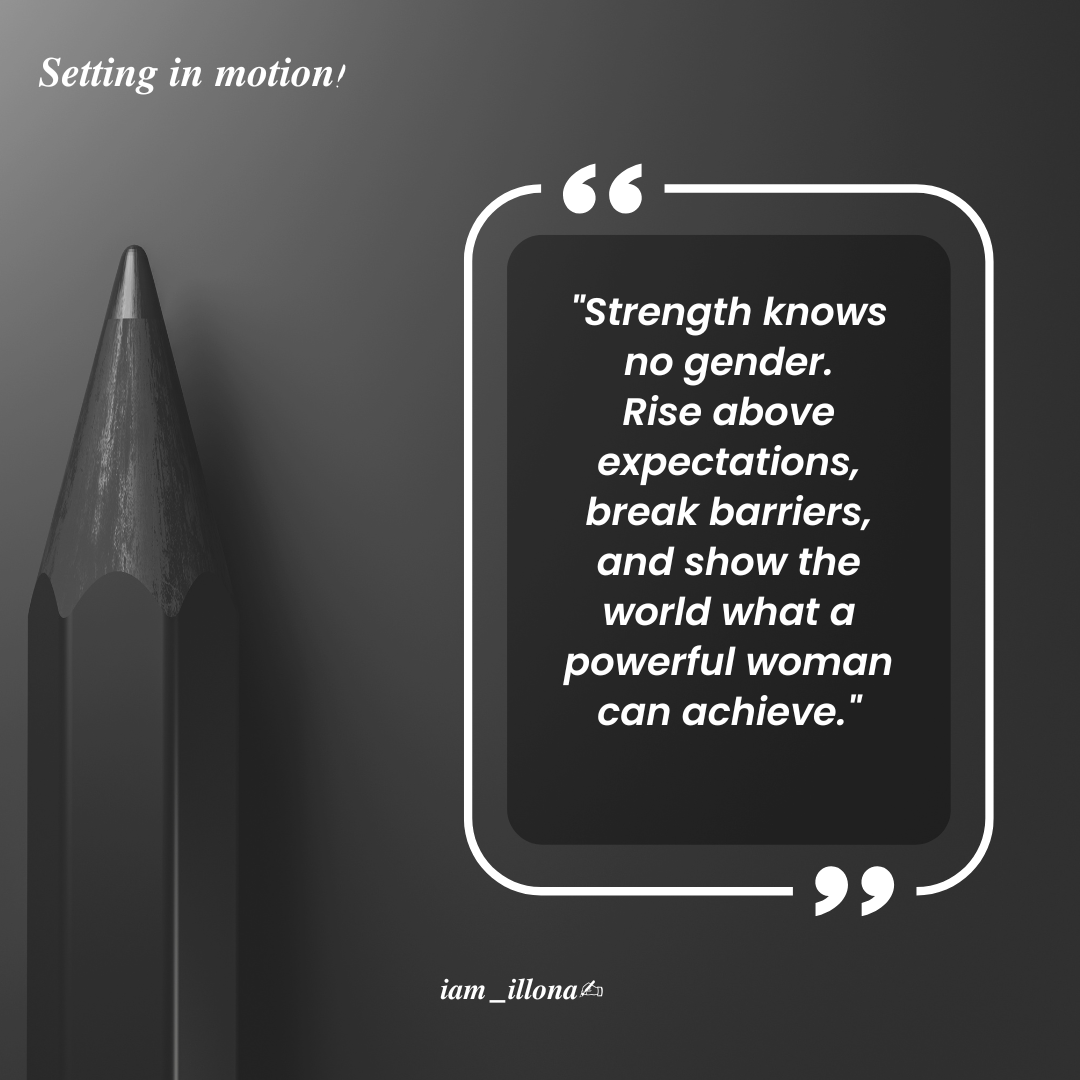 Setting in motion!
"Strength knows
no gender.
Rise above
expectations,
break barriers,
and show the
world what a
powerful woman
can achieve."
iam_illona✍